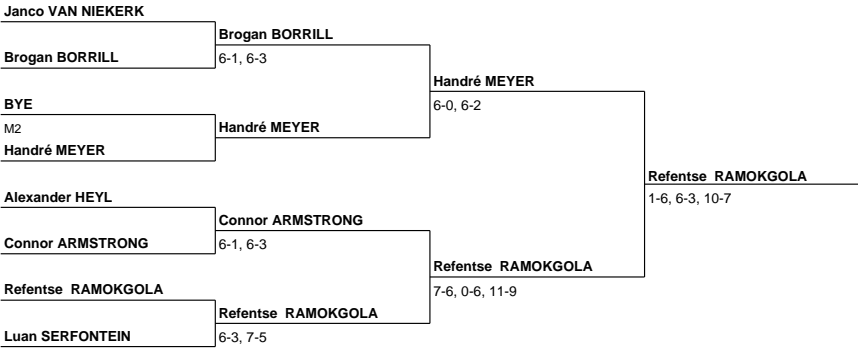 Janco VAN NIEKERK
Brogan BORRILL
Brogan BORRILL
6-1, 6-3
Handré MEYER
6-0, 6-2
BYE
M2
Handré MEYER
Handré MEYER
Refentse RAMOKGOLA
1-6, 6-3, 10-7
Alexander HEYL
Connor ARMSTRONG
Connor ARMSTRONG
6-1, 6-3
Refentse RAMOKGOLA
7-6, 0-6, 11-9
Refentse RAMOKGOLA
Refentse RAMOKGOLA
Luan SERFONTEIN
6-3, 7-5